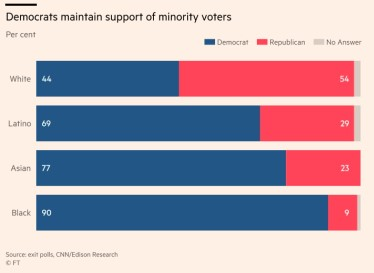 Democrats maintain support of minority voters
Per cent
Democrat Republican No Answer
White 44 54
Latino 69 29
Asian 77 23
Black 90 9
Source: exit polls, CNN/Edison Research
© FT